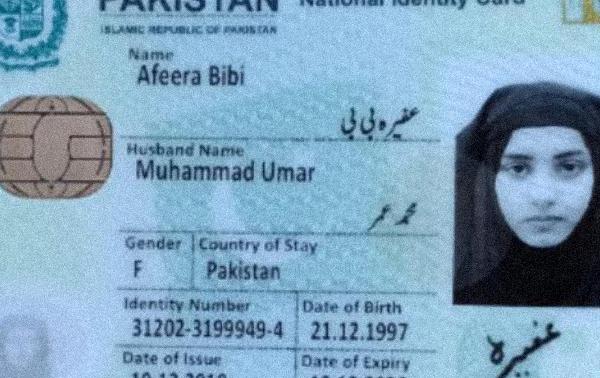 PAKISTAN National Identity Card
ISLAMIC REPUBLIC OF PAKISTAN
Name
Afeera Bibi
عفیرہ بی بی
Husband Name
Muhammad Umar
محمد عمر
Gender Country of Stay
F Pakistan
Identity Number Date of Birth
31202-3199949-4 21.12.1997
Date of Issue Date of Expiry
عفیرہ